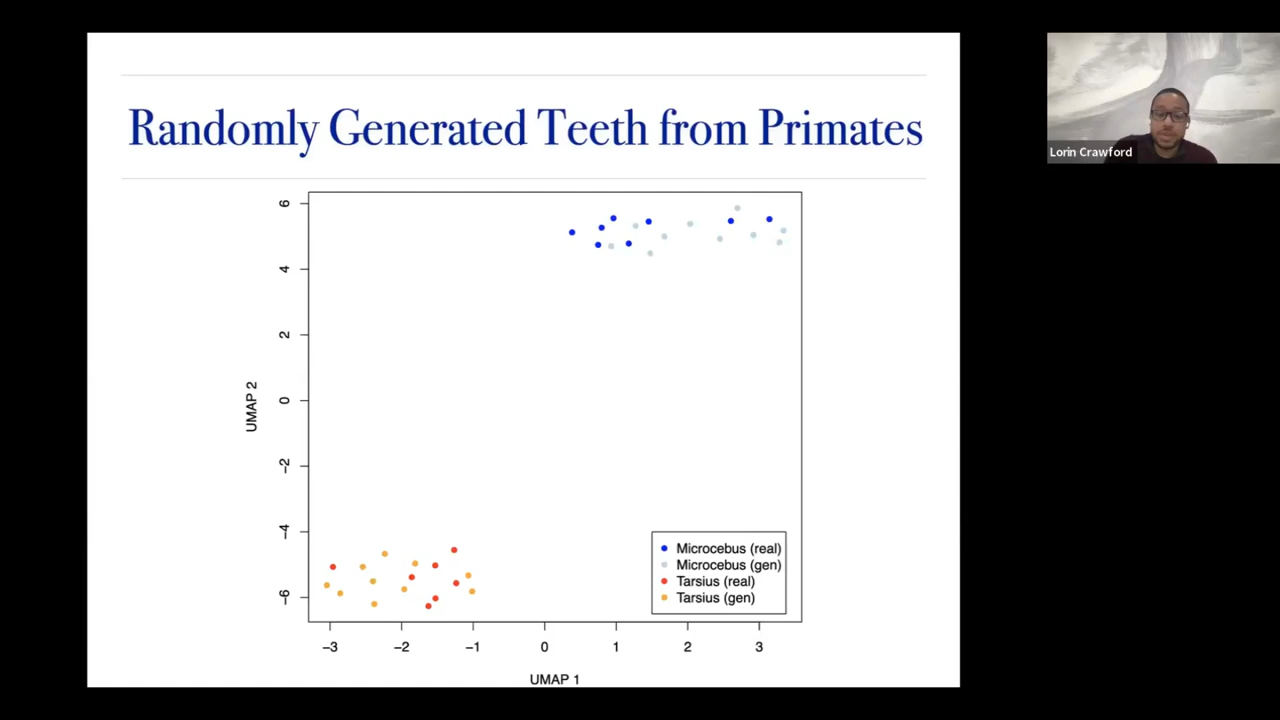 Randomly Generated Teeth from Primates
Lorin Crawford
6
4
2
0
−2
−4
−6
UMAP 2
Microcebus (real)
Microcebus (gen)
Tarsius (real)
Tarsius (gen)
−3 −2 −1 0 1 2 3
UMAP 1